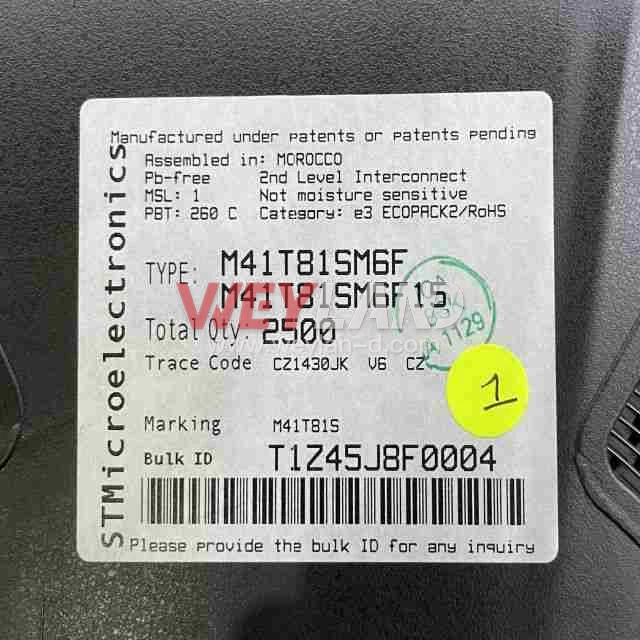 STMicroelectronics
Manufactured under patents or patents pending
Assembled in: MOROCCO
Pb-free 2nd Level Interconnect
MSL: 1 Not moisture sensitive
PBT: 260 C Category: e3 ECOPACK2/RoHS
TYPE: M41T81SM6F
M41T81SM6F1S
WEYLAND
Total Qty 2500
Trace Code CZ1430JK V6 CZ
1129
1
Marking M41T81S
Bulk ID T1Z45J8F0004
Please provide the bulk ID for any inquiry